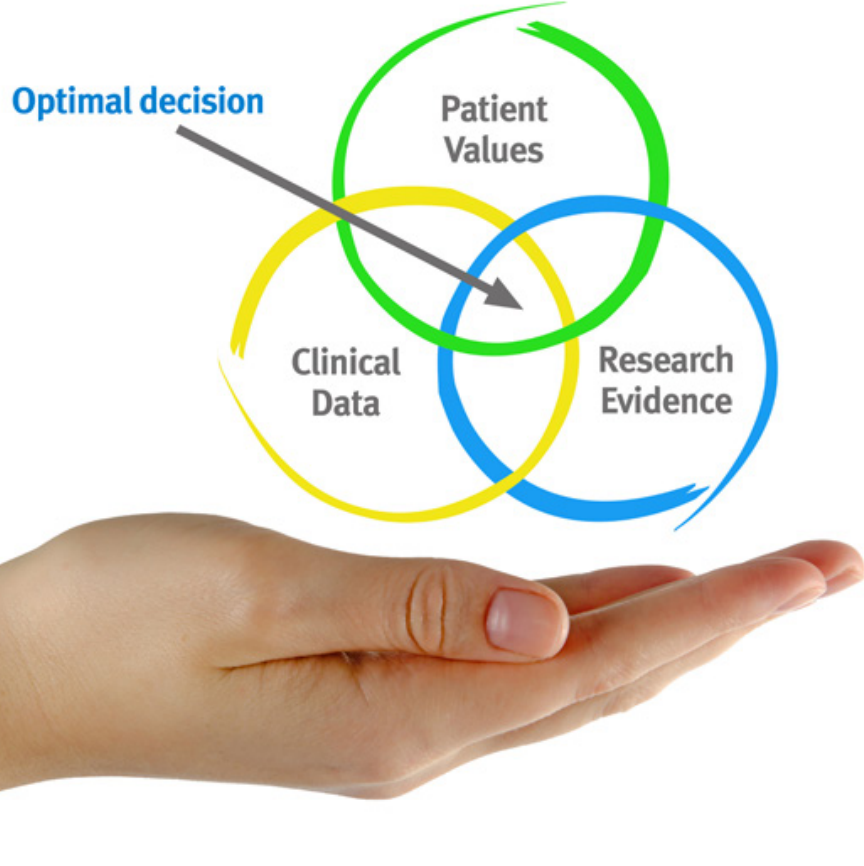 Optimal decision
Patient
Values
Clinical
Data
Research
Evidence